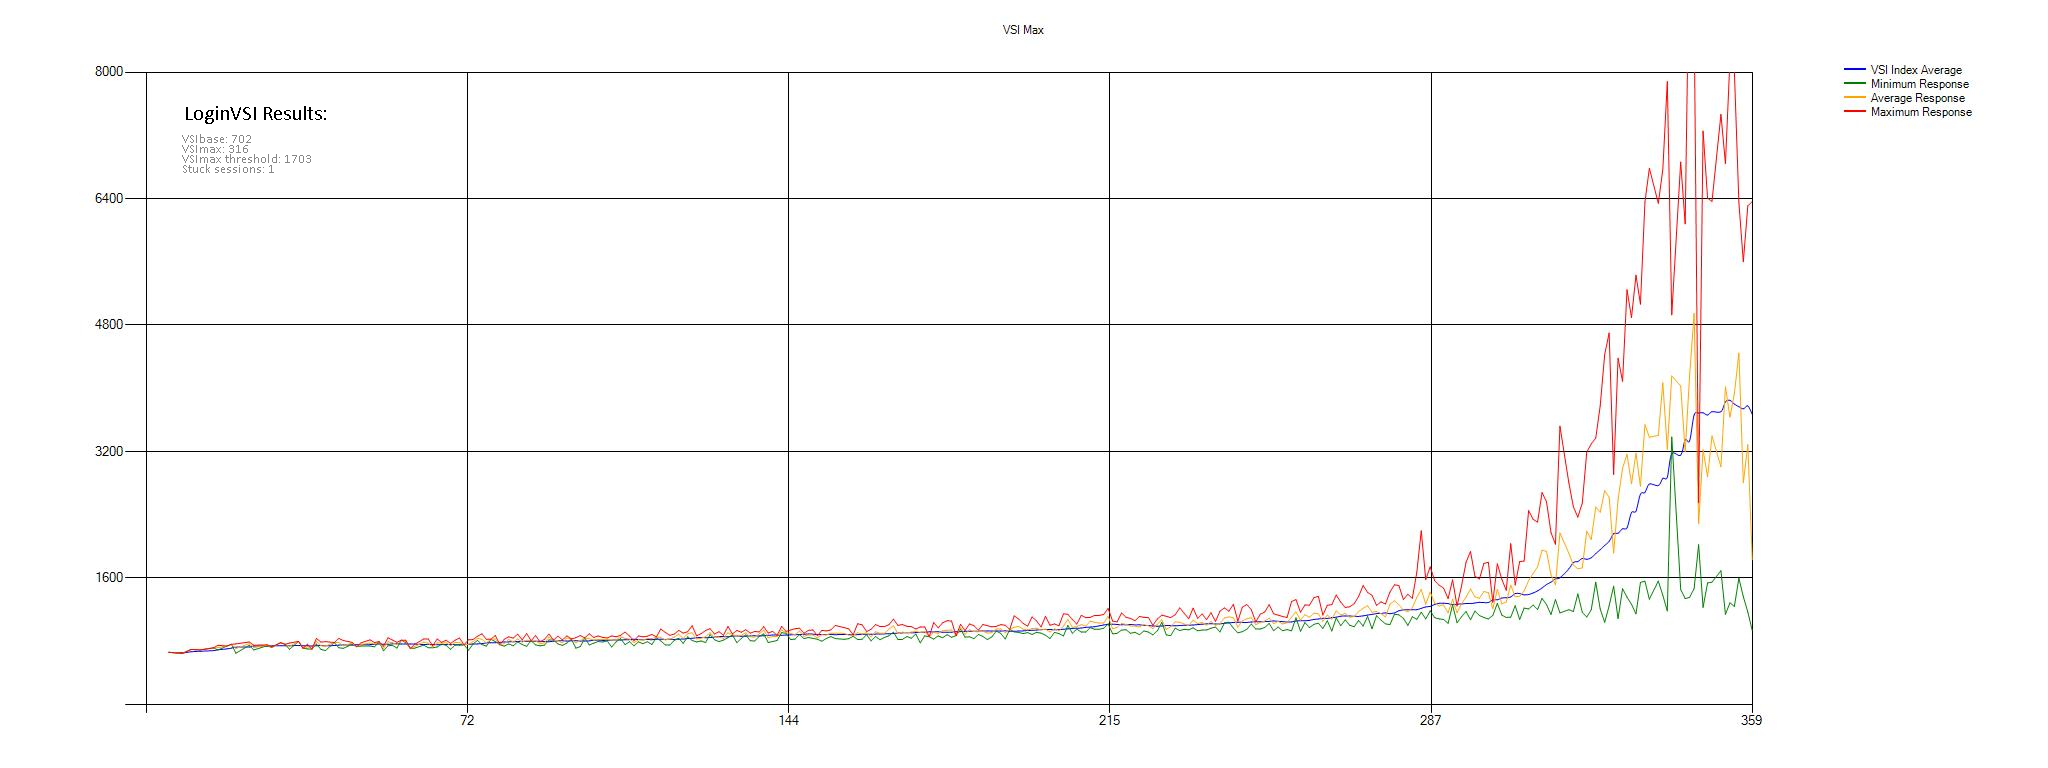 VSI Max
8000
6400
4800
3200
1600
LoginVSI Results:
VSIbase: 702
VSImax: 316
VSImax threshold: 1703
Stuck sessions: 1
VSI Index Average
Minimum Response
Average Response
Maximum Response
72 144 215 287 359